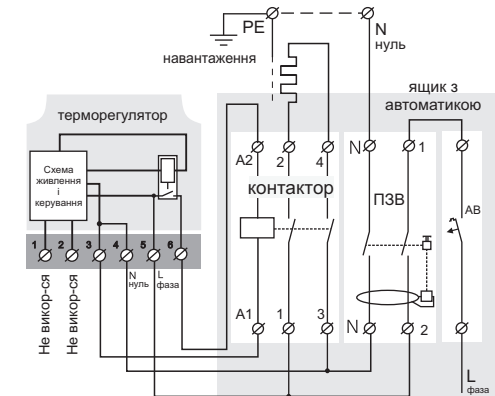 PE
N
нуль
навантаження
ящик з
автоматикою
терморегулятор
Схема
живлення
і
керування
A2
2
4
N
1
контактор
ПЗВ
АВ
1
2
3
4
5
6
Не викор-ся
Не викор-ся
N
нуль
L
фаза
A1
1
3
N
2
L
фаза